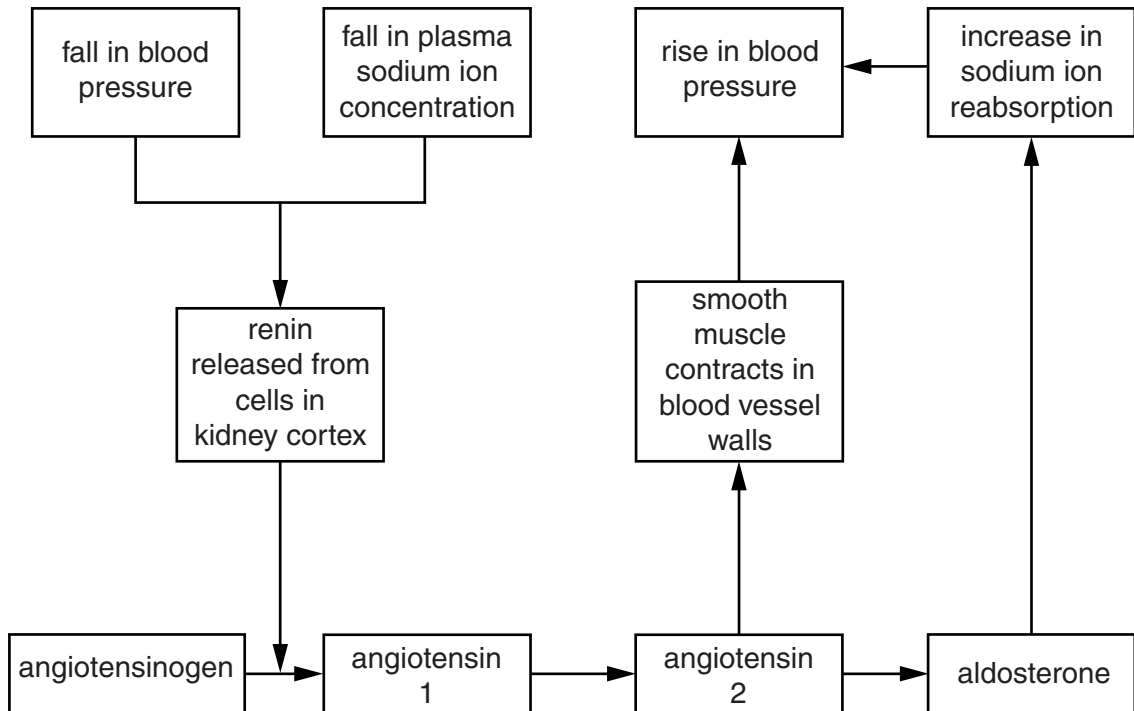 fall in blood
pressure
fall in plasma
sodium ion
concentration
rise in blood
pressure
increase in
sodium ion
reabsorption
renin
released from
cells in
kidney cortex
smooth
muscle
contracts in
blood vessel
walls
angiotensinogen
angiotensin
1
angiotensin
2
aldosterone